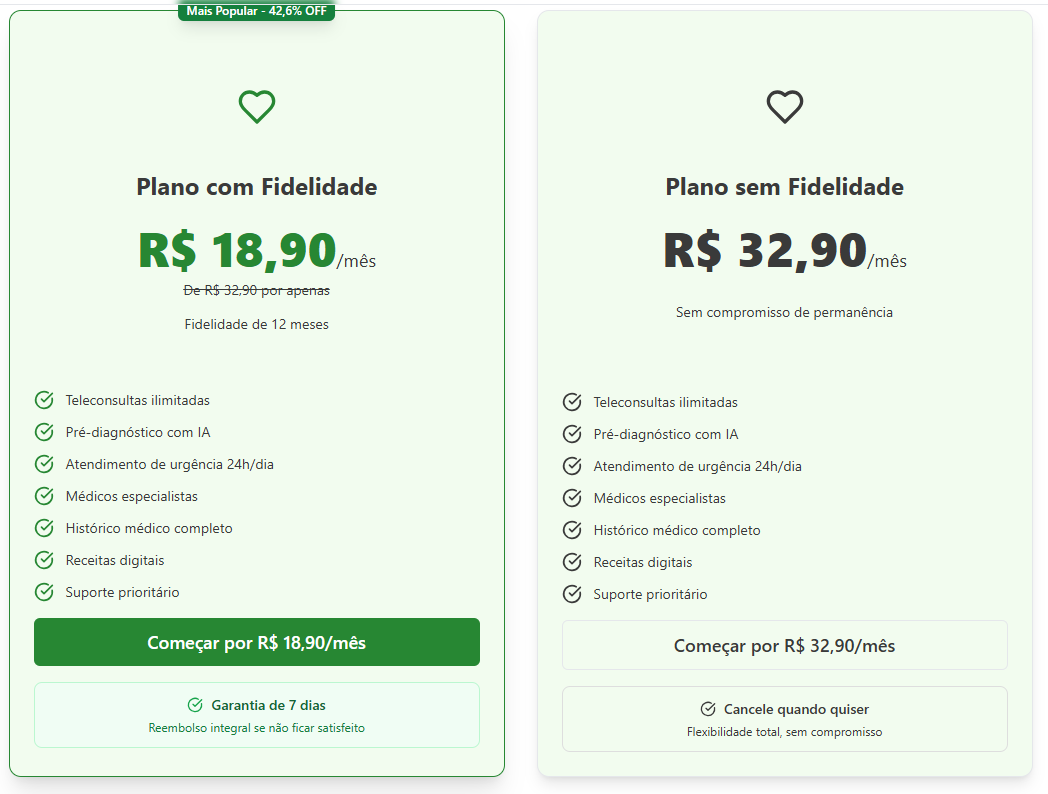 Mais Popular - 42,6% OFF
Plano com Fidelidade
R$ 18,90/mês
De R$ 32,90 por apenas
Fidelidade de 12 meses
Teleconsultas ilimitadas
Pré-diagnóstico com IA
Atendimento de urgência 24h/dia
Médicos especialistas
Histórico médico completo
Receitas digitais
Suporte prioritário
Começar por R$ 18,90/mês
Garantia de 7 dias
Reembolso integral se não ficar satisfeito
Plano sem Fidelidade
R$ 32,90/mês
Sem compromisso de permanência
Teleconsultas ilimitadas
Pré-diagnóstico com IA
Atendimento de urgência 24h/dia
Médicos especialistas
Histórico médico completo
Receitas digitais
Suporte prioritário
Começar por R$ 32,90/mês
Cancele quando quiser
Flexibilidade total, sem compromisso